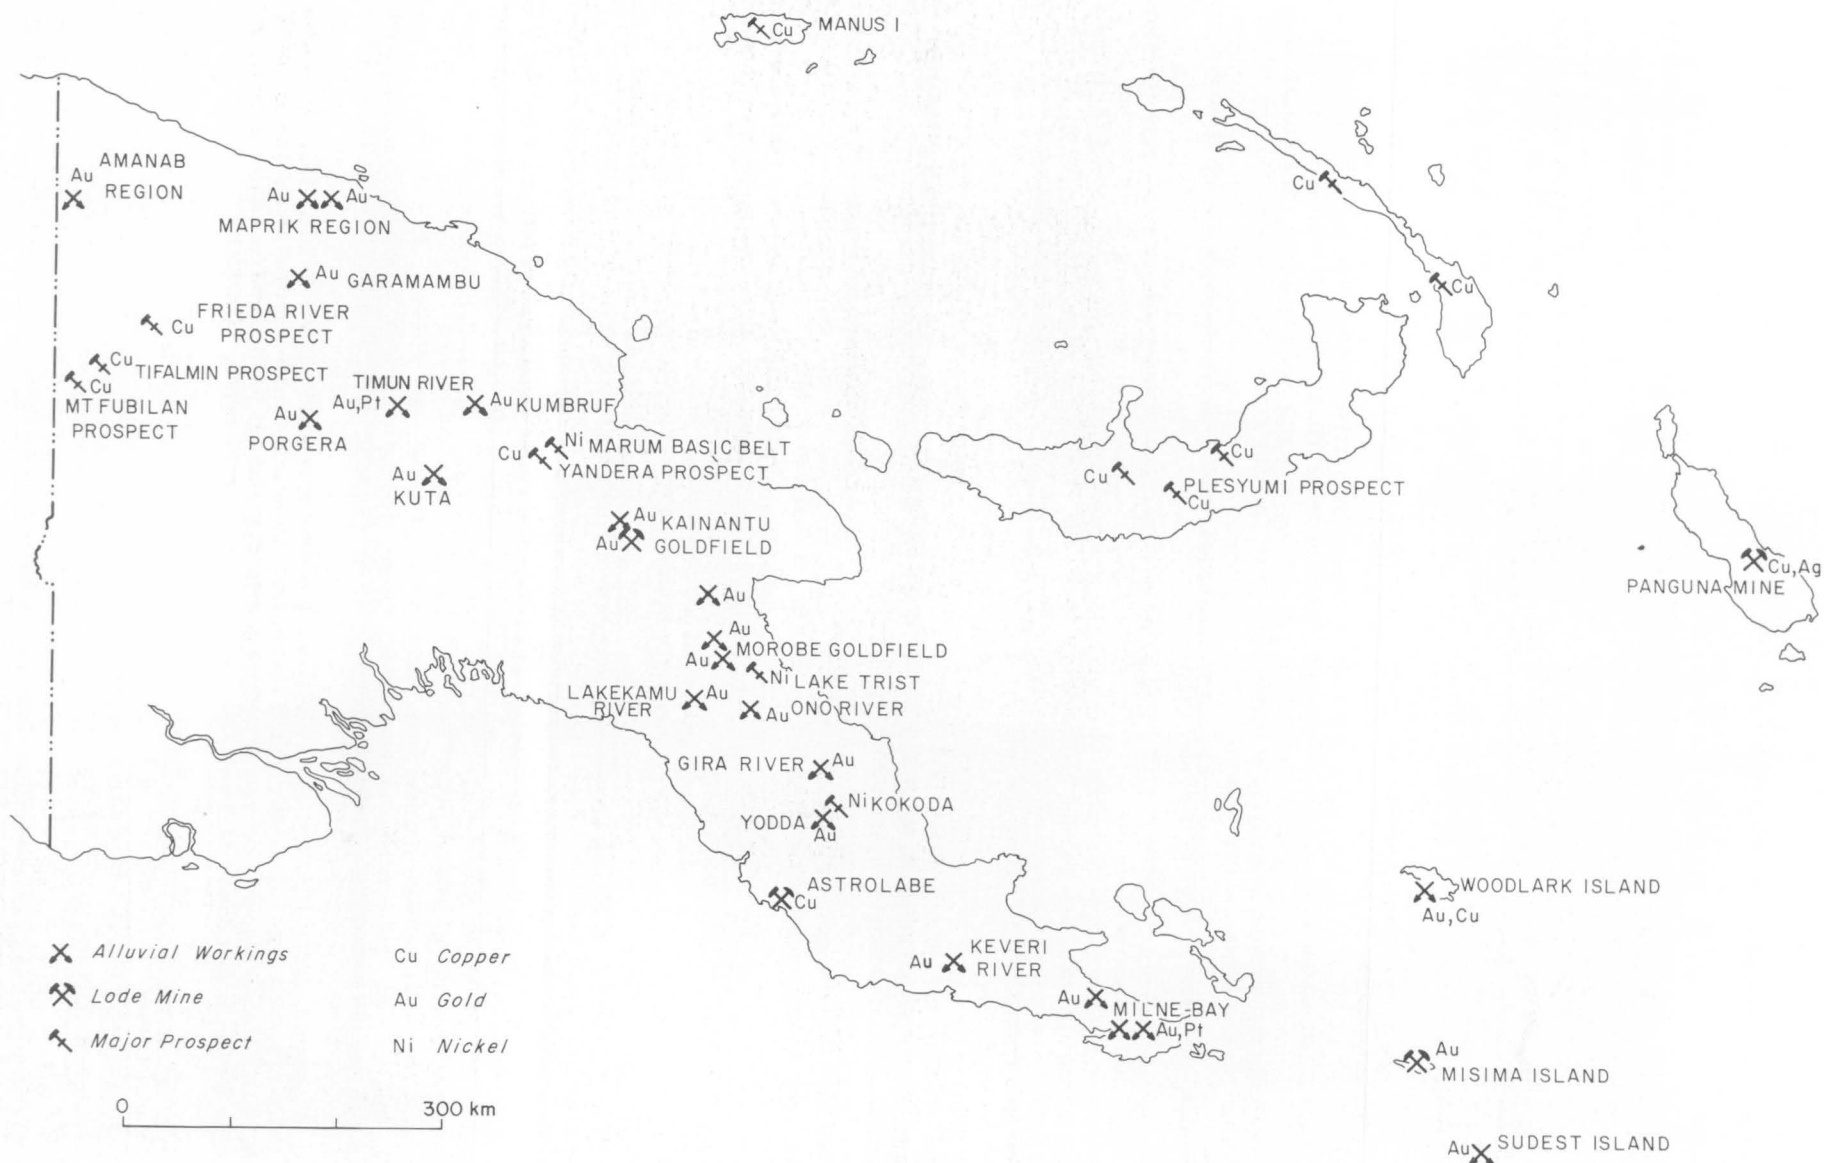 Cu MANUS I
AMANAB
Au
REGION
Au Au
MAPRIK REGION
Cu
Au GARAMAMBU
Cu
FRIEDA RIVER
Cu PROSPECT
Cu TIFALMIN PROSPECT
Cu
MT FUBILAN
PROSPECT
TIMUN RIVER
Au,Pt
Au KUMBRUF
Au
PORGERA
Ni MARUM BASIC BELT
Cu YANDERA PROSPECT
Au
KUTA
Cu
Cu
PLESYUMI PROSPECT
Cu
Au KAINANTU
Au GOLDFIELD
Cu,Ag
PANGUNA MINE
Au
Au
MOROBE GOLDFIELD
Au
Ni LAKE TRIST
LAKEKAMU Au
RIVER
Au ONO RIVER
GIRA RIVER Au
Ni KOKODA
YODDA
Au
ASTROLABE
Cu
WOODLARK ISLAND
Au,Cu
KEVERI
Au RIVER
Au
MILNE-BAY
Au,Pt
Au
MISIMA ISLAND
Au SUDEST ISLAND
Alluvial Workings
Lode Mine
Major Prospect
Cu Copper
Au Gold
Ni Nickel
0 300 km